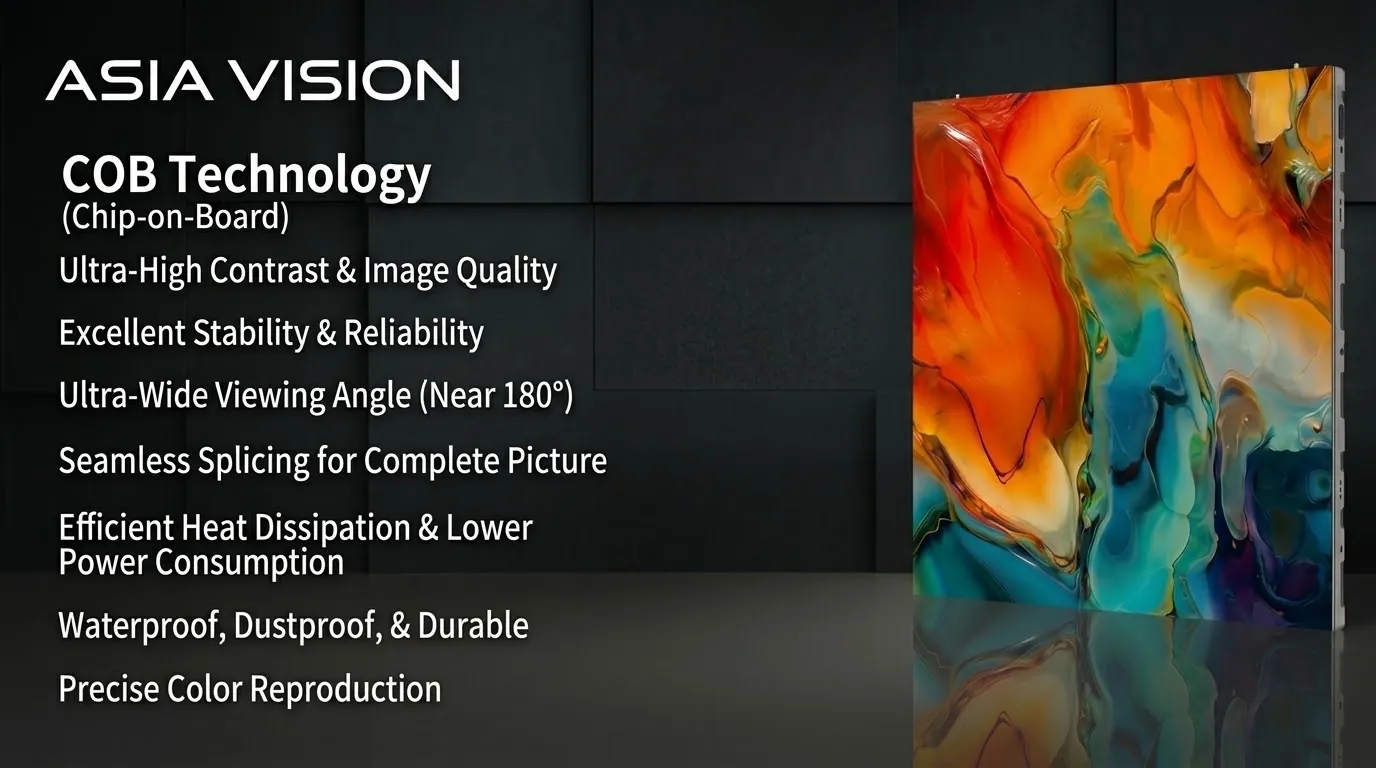 ASIA VISION
COB Technology
(Chip-on-Board)
Ultra-High Contrast & Image Quality
Excellent Stability & Reliability
Ultra-Wide Viewing Angle (Near 180°)
Seamless Splicing for Complete Picture
Efficient Heat Dissipation & Lower
Power Consumption
Waterproof, Dustproof, & Durable
Precise Color Reproduction